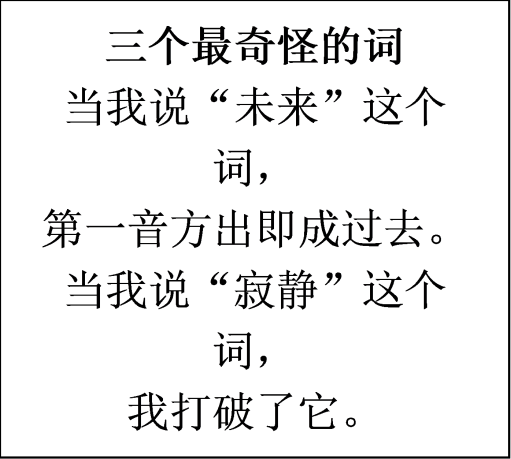 三个最奇怪的词
当我说“未来”这个
词，
第一音方出即成过去。
当我说“寂静”这个
词，
我打破了它。